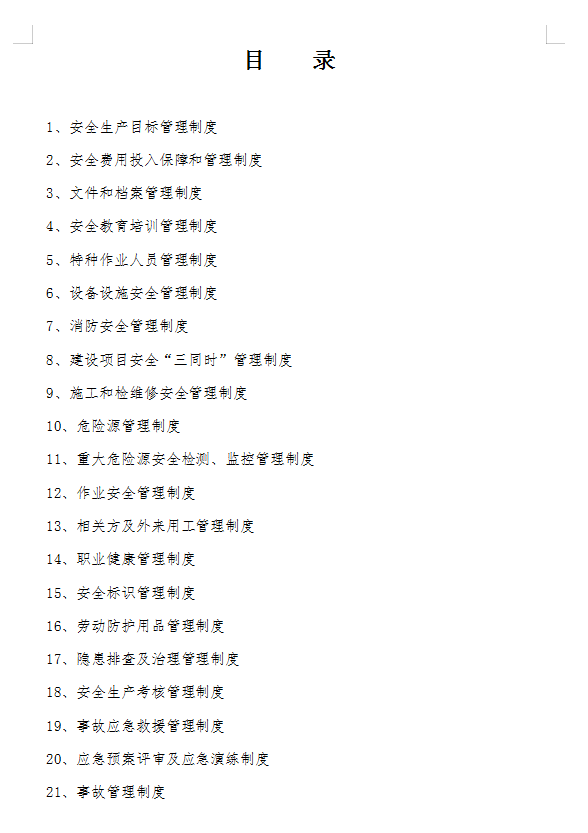 目 录
1、安全生产目标管理制度
2、安全费用投入保障和管理制度
3、文件和档案管理制度
4、安全教育培训管理制度
5、特种作业人员管理制度
6、设备设施安全管理制度
7、消防安全管理制度
8、建设项目安全“三同时”管理制度
9、施工和检维修安全管理制度
10、危险源管理制度
11、重大危险源安全检测、监控管理制度
12、作业安全管理制度
13、相关方及外来用工管理制度
14、职业健康管理制度
15、安全标识管理制度
16、劳动防护用品管理制度
17、隐患排查及治理管理制度
18、安全生产考核管理制度
19、事故应急救援管理制度
20、应急预案评审及应急演练制度
21、事故管理制度